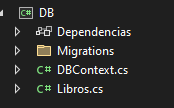 C# DB
Dependencias
Migrations
C# DBContext.cs
C# Libros.cs